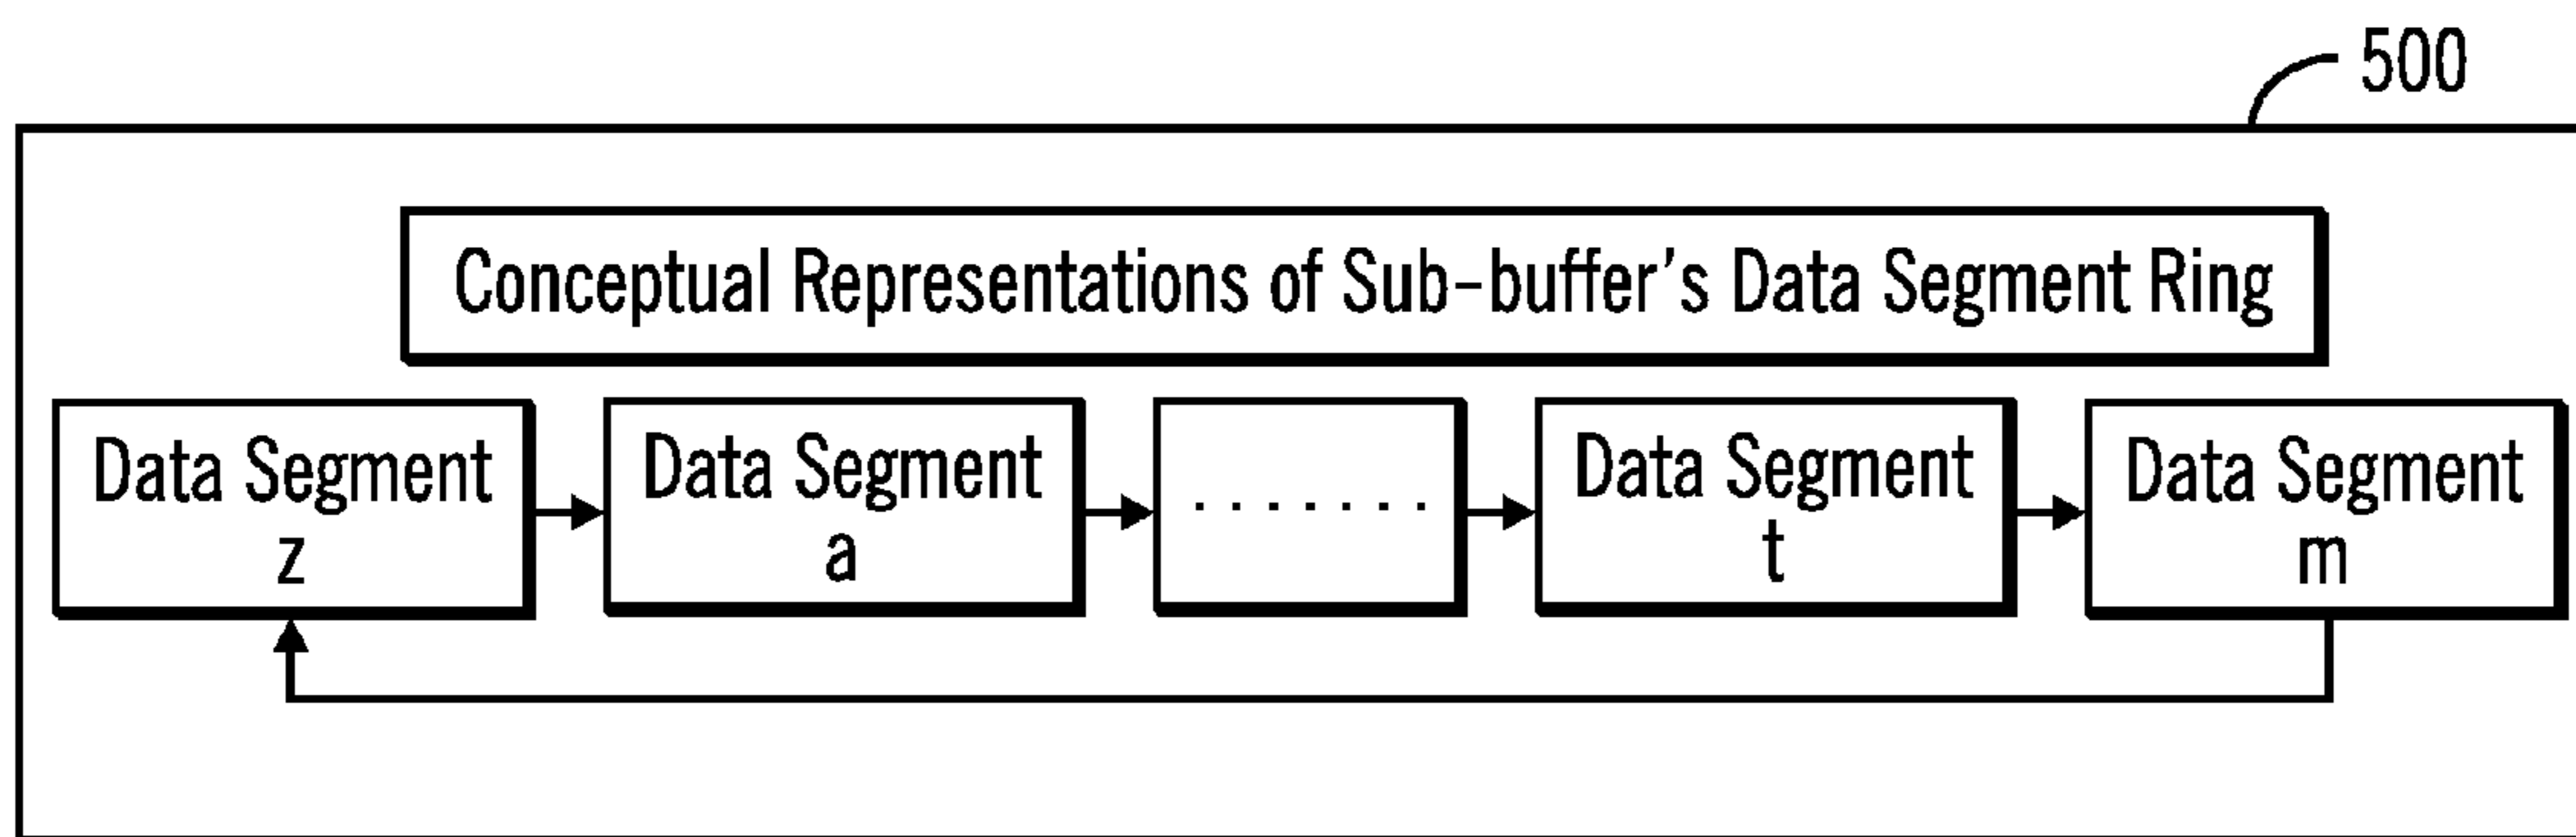 500
Conceptual Representations of Sub-buffer's Data Segment Ring
Data Segment
z
Data Segment
a
.......
Data Segment
t
Data Segment
m